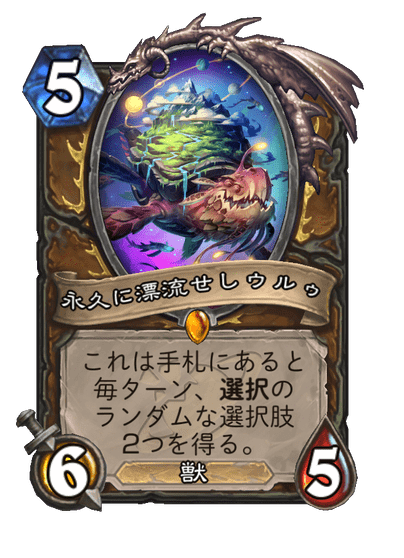 5
永久に漂流せしウルゥ
これは手札にあると
毎ターン、選択の
ランダムな選択肢
2つを得る。
6
獣
5